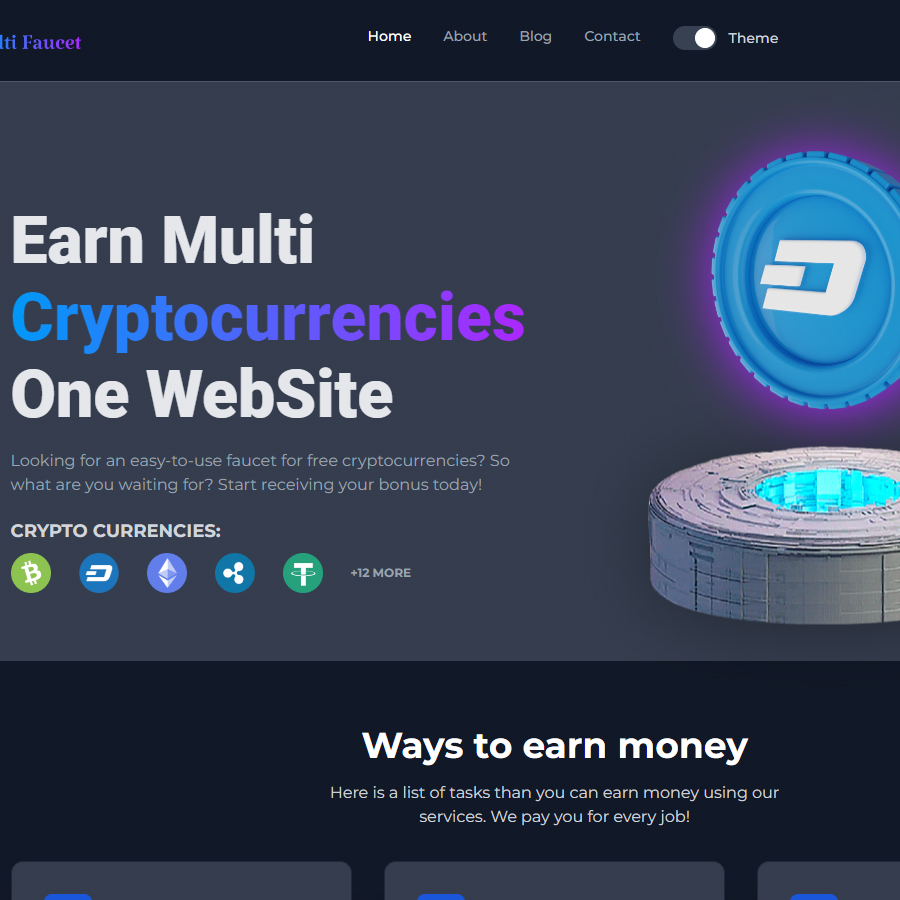 lti Faucet
Home
About
Blog
Contact
Theme
Earn Multi
Cryptocurrencies
One WebSite
Looking for an easy-to-use faucet for free cryptocurrencies? So
what are you waiting for? Start receiving your bonus today!
CRYPTO CURRENCIES:
+12 MORE
Ways to earn money
Here is a list of tasks than you can earn money using our
services. We pay you for every job!